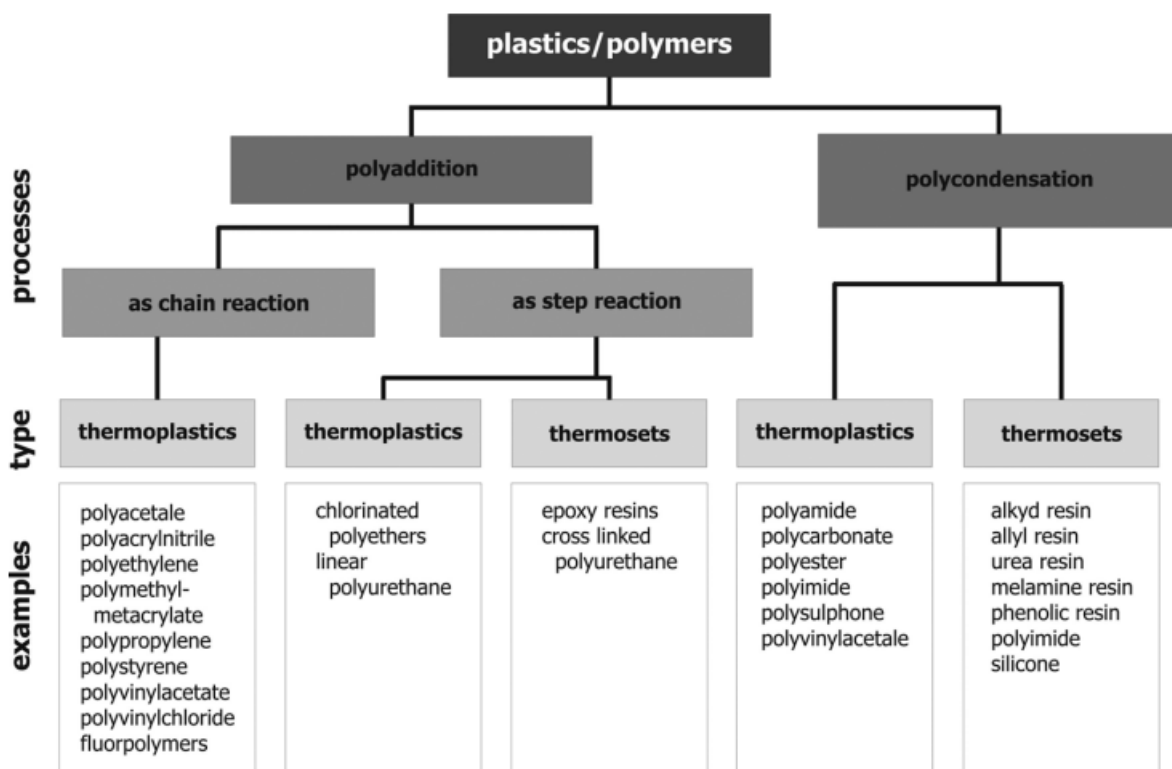 plastics/polymers
processes
polyaddition
polycondensation
as chain reaction
as step reaction
type
thermoplastics
thermoplastics
thermosets
thermoplastics
thermosets
examples
polyacetale
polyacrylnitrile
polyethylene
polymethyl-
metacrylate
polypropylene
polystyrene
polyvinylacetate
polyvinylchloride
fluorpolymers
chlorinated
polyethers
linear
polyurethane
epoxy resins
cross linked
polyurethane
polyamide
polycarbonate
polyester
polyimide
polysulphone
polyvinylacetale
alkyd resin
allyl resin
urea resin
melamine resin
phenolic resin
polyimide
silicone